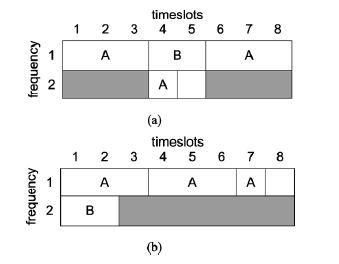 timeslots
1 2 3 4 5 6 7 8
frequency
1 A B A
2 A
(a)
timeslots
1 2 3 4 5 6 7 8
frequency
1 A A A
2 B
(b)